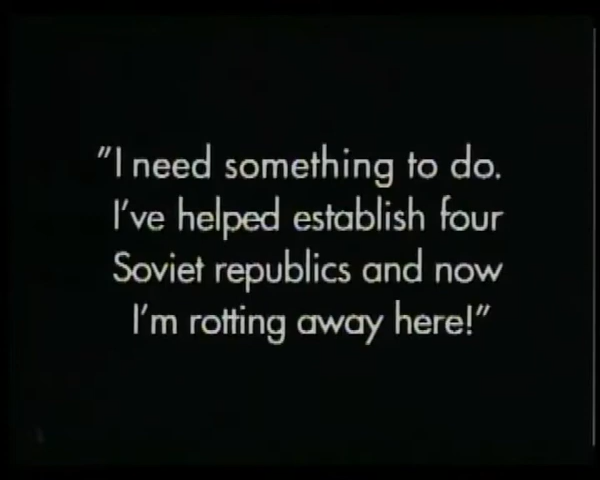 "I need something to do.
I've helped establish four
Soviet republics and now
I'm rotting away here!"